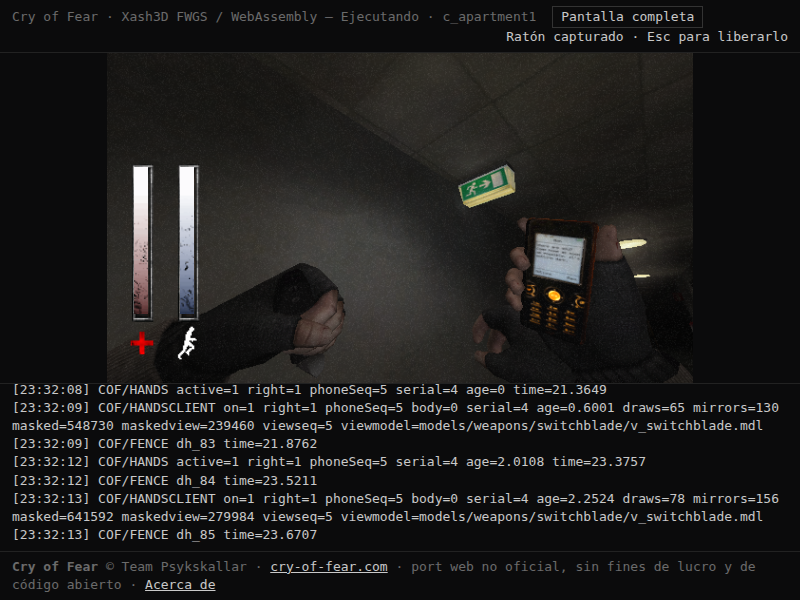 Cry of Fear · Xash3D FWGS / WebAssembly — Ejecutando · c_apartment1
Pantalla completa
Ratón capturado · Esc para liberarlo
[23:32:08] COF/HANDS active=1 right=1 phoneSeq=5 serial=4 age=0 time=21.3649
[23:32:09] COF/HANDSCLIENT on=1 right=1 phoneSeq=5 body=0 serial=4 age=0.6001 draws=65 mirrors=130
masked=548730 maskedview=239460 viewseq=5 viewmodel=models/weapons/switchblade/v_switchblade.mdl
[23:32:09] COF/FENCE dh_83 time=21.8762
[23:32:12] COF/HANDS active=1 right=1 phoneSeq=5 serial=4 age=2.0108 time=23.3757
[23:32:12] COF/FENCE dh_84 time=23.5211
[23:32:13] COF/HANDSCLIENT on=1 right=1 phoneSeq=5 body=0 serial=4 age=2.2524 draws=78 mirrors=156
masked=641592 maskedview=279984 viewseq=5 viewmodel=models/weapons/switchblade/v_switchblade.mdl
[23:32:13] COF/FENCE dh_85 time=23.6707
Cry of Fear © Team Psykskallar · cry-of-fear.com · port web no oficial, sin fines de lucro y de
código abierto · Acerca de